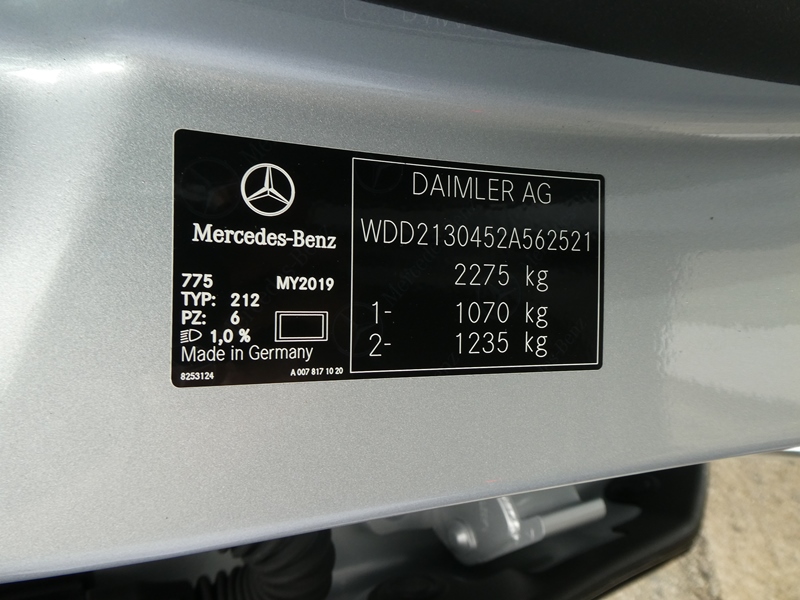 Mercedes-Benz
775 MY2019
TYP: 212
PZ: 6
1,0 %
Made in Germany
8253124 A 007 817 10 20
DAIMLER AG
WDD2130452A562521
2275 kg
1- 1070 kg
2- 1235 kg